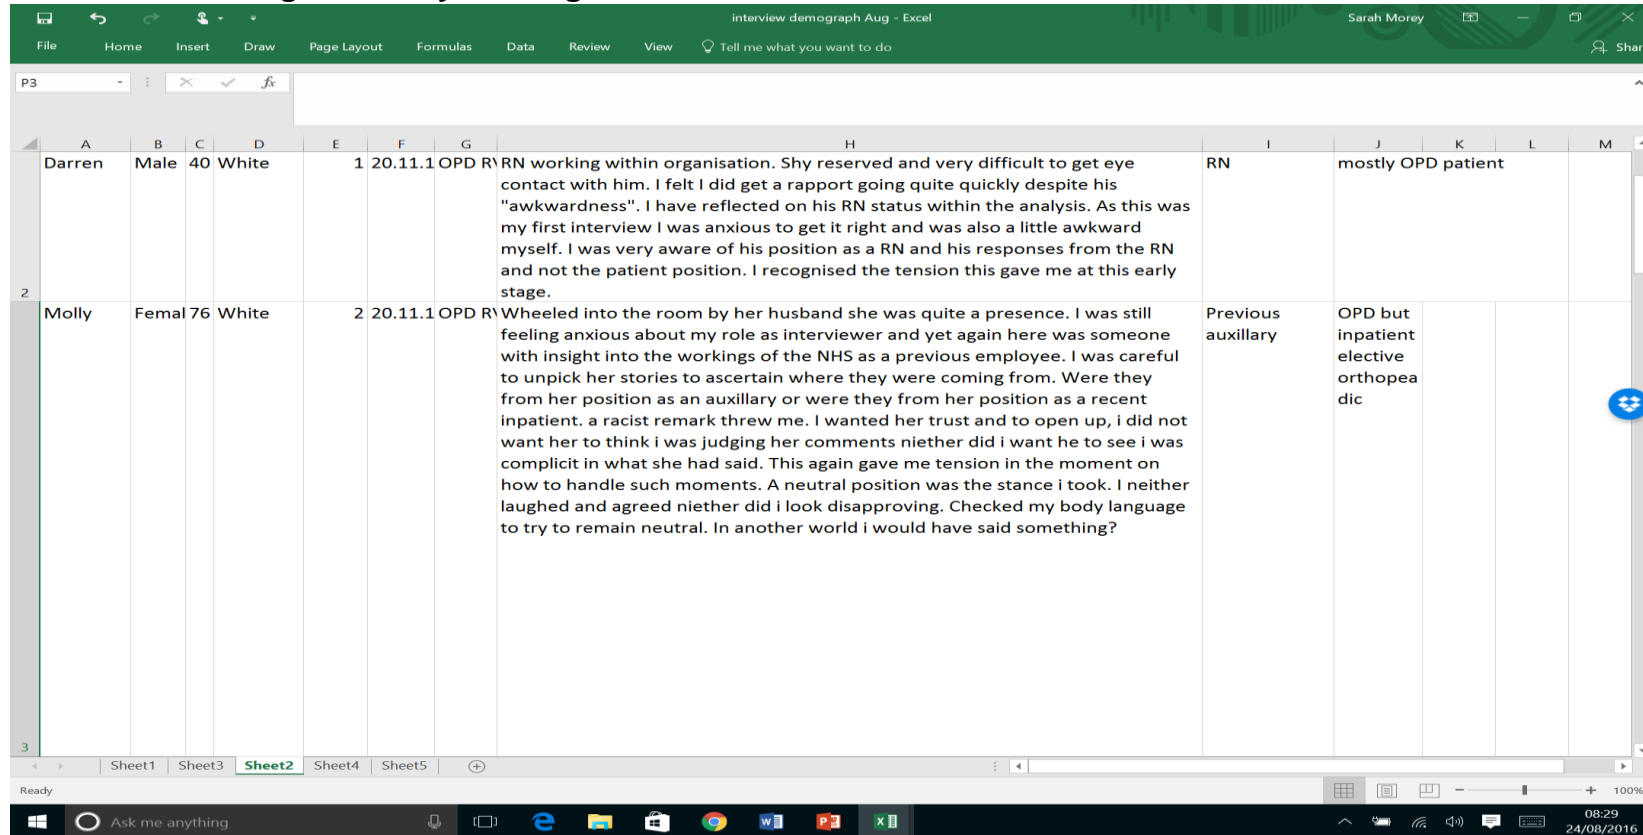 interview demograph Aug - Excel
Sarah Morey
File Home Insert Draw Page Layout Formulas Data Review View Tell me what you want to do Shar
P3 fx
A B C D E F G H I J K L M
Darren Male 40 White 1 20.11.1 OPD R RN working within organisation. Shy reserved and very difficult to get eye RN mostly OPD patient
contact with him. I felt I did get a rapport going quite quickly despite his
"awkwardness". I have reflected on his RN status within the analysis. As this was
my first interview I was anxious to get it right and was also a little awkward
myself. I was very aware of his position as a RN and his responses from the RN
and not the patient position. I recognised the tension this gave me at this early
2 stage.
Molly Femal 76 White 2 20.11.1 OPD R Wheeled into the room by her husband she was quite a presence. I was still Previous OPD but
feeling anxious about my role as interviewer and yet again here was someone auxillary inpatient
with insight into the workings of the NHS as a previous employee. I was careful elective
to unpick her stories to ascertain where they were coming from. Were they orthopea
from her position as an auxillary or were they from her position as a recent dic
inpatient. a racist remark threw me. I wanted her trust and to open up, i did not
want her to think i was judging her comments niether did i want he to see i was
complicit in what she had said. This again gave me tension in the moment on
how to handle such moments. A neutral position was the stance i took. I neither
laughed and agreed niether did i look disapproving. Checked my body language
to try to remain neutral. In another world i would have said something?
3
Sheet1 Sheet3 Sheet2 Sheet4 Sheet5
Ready 100%
Ask me anything 08:29
24/08/2016